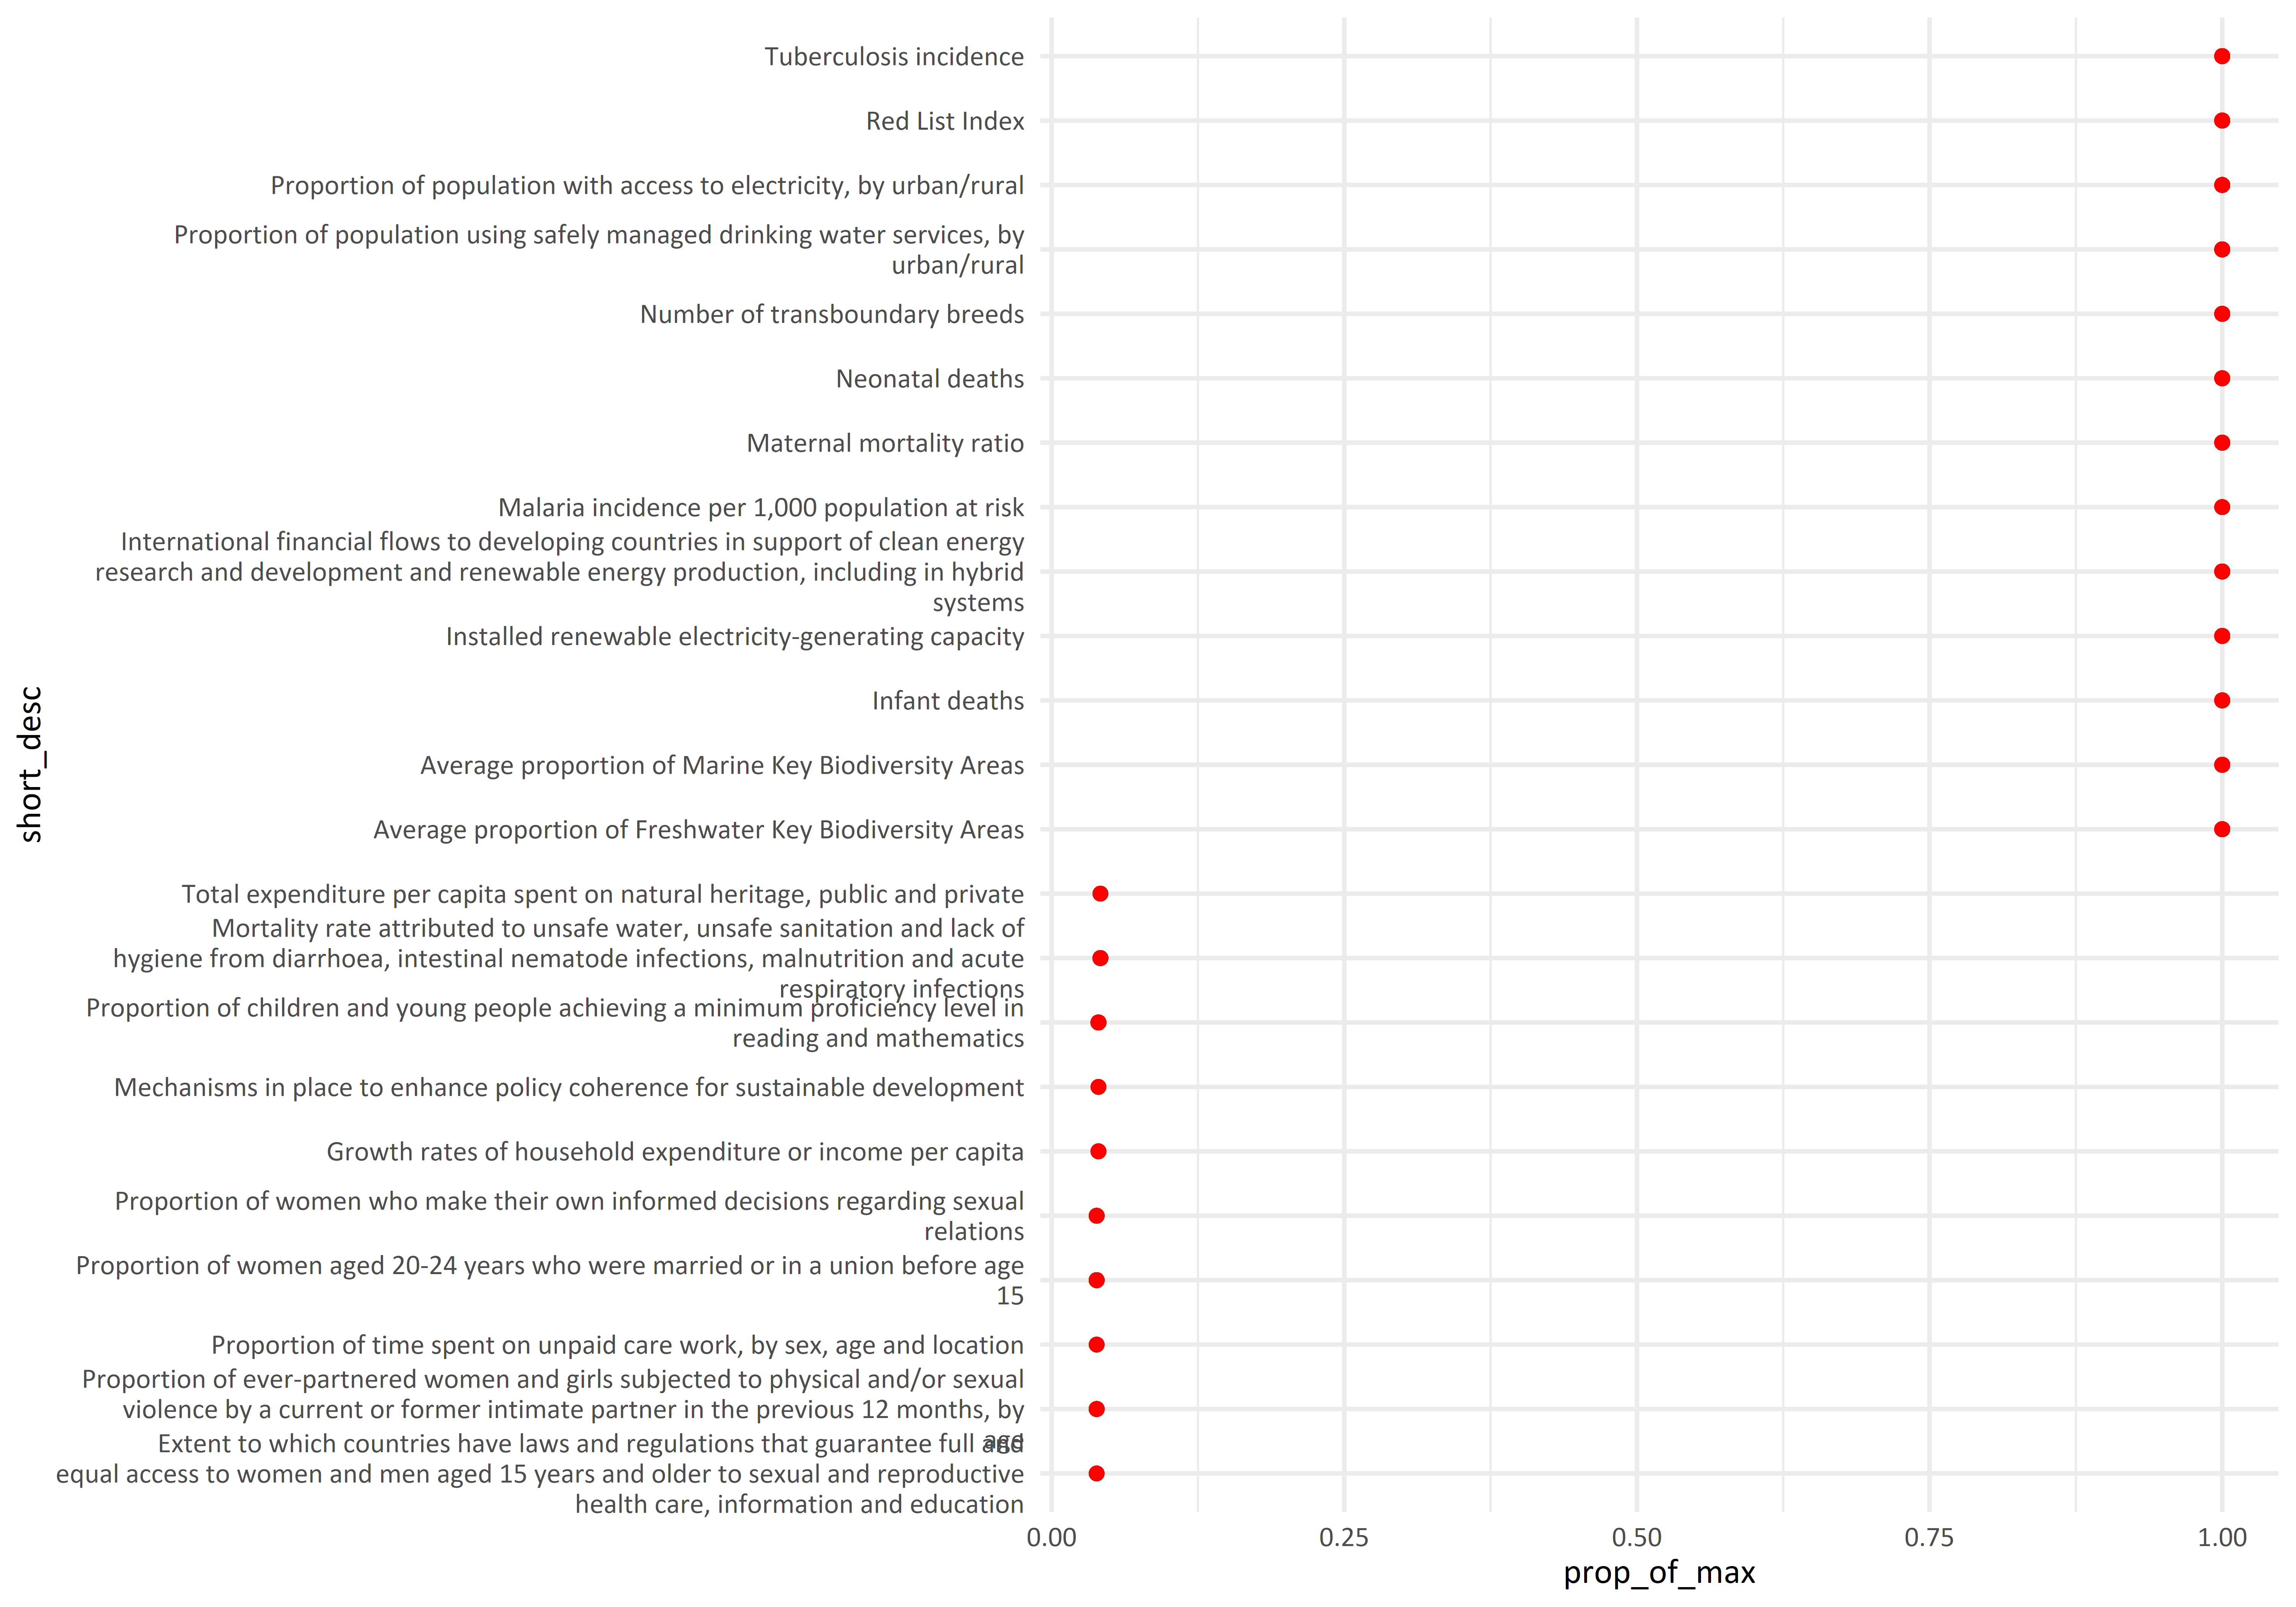 Tuberculosis incidence
Red List Index
Proportion of population with access to electricity, by urban/rural
Proportion of population using safely managed drinking water services, by
urban/rural
Number of transboundary breeds
Neonatal deaths
Maternal mortality ratio
Malaria incidence per 1,000 population at risk
International financial flows to developing countries in support of clean energy
research and development and renewable energy production, including in hybrid
systems
Installed renewable electricity-generating capacity
Infant deaths
Average proportion of Marine Key Biodiversity Areas
Average proportion of Freshwater Key Biodiversity Areas
Total expenditure per capita spent on natural heritage, public and private
Mortality rate attributed to unsafe water, unsafe sanitation and lack of
hygiene from diarrhoea, intestinal nematode infections, malnutrition and acute
respiratory infections
Proportion of children and young people achieving a minimum proficiency level in
reading and mathematics
Mechanisms in place to enhance policy coherence for sustainable development
Growth rates of household expenditure or income per capita
Proportion of women who make their own informed decisions regarding sexual
relations
Proportion of women aged 20-24 years who were married or in a union before age
15
Proportion of time spent on unpaid care work, by sex, age and location
Proportion of ever-partnered women and girls subjected to physical and/or sexual
violence by a current or former intimate partner in the previous 12 months, by
age
Extent to which countries have laws and regulations that guarantee full and
equal access to women and men aged 15 years and older to sexual and reproductive
health care, information and education
short_desc
0.00 0.25 0.50 0.75 1.00
prop_of_max